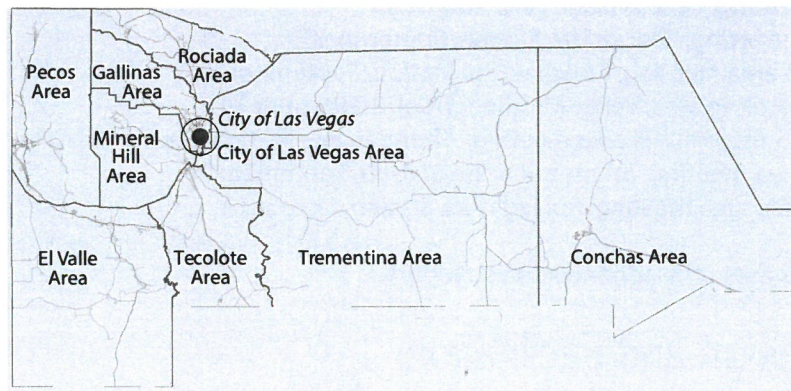 Rociada
Area
Pecos
Area
Gallinas
Area
City of Las Vegas
Mineral
Hill
Area
City of Las Vegas Area
El Valle
Area
Tecolote
Area
Trementina Area
Conchas Area